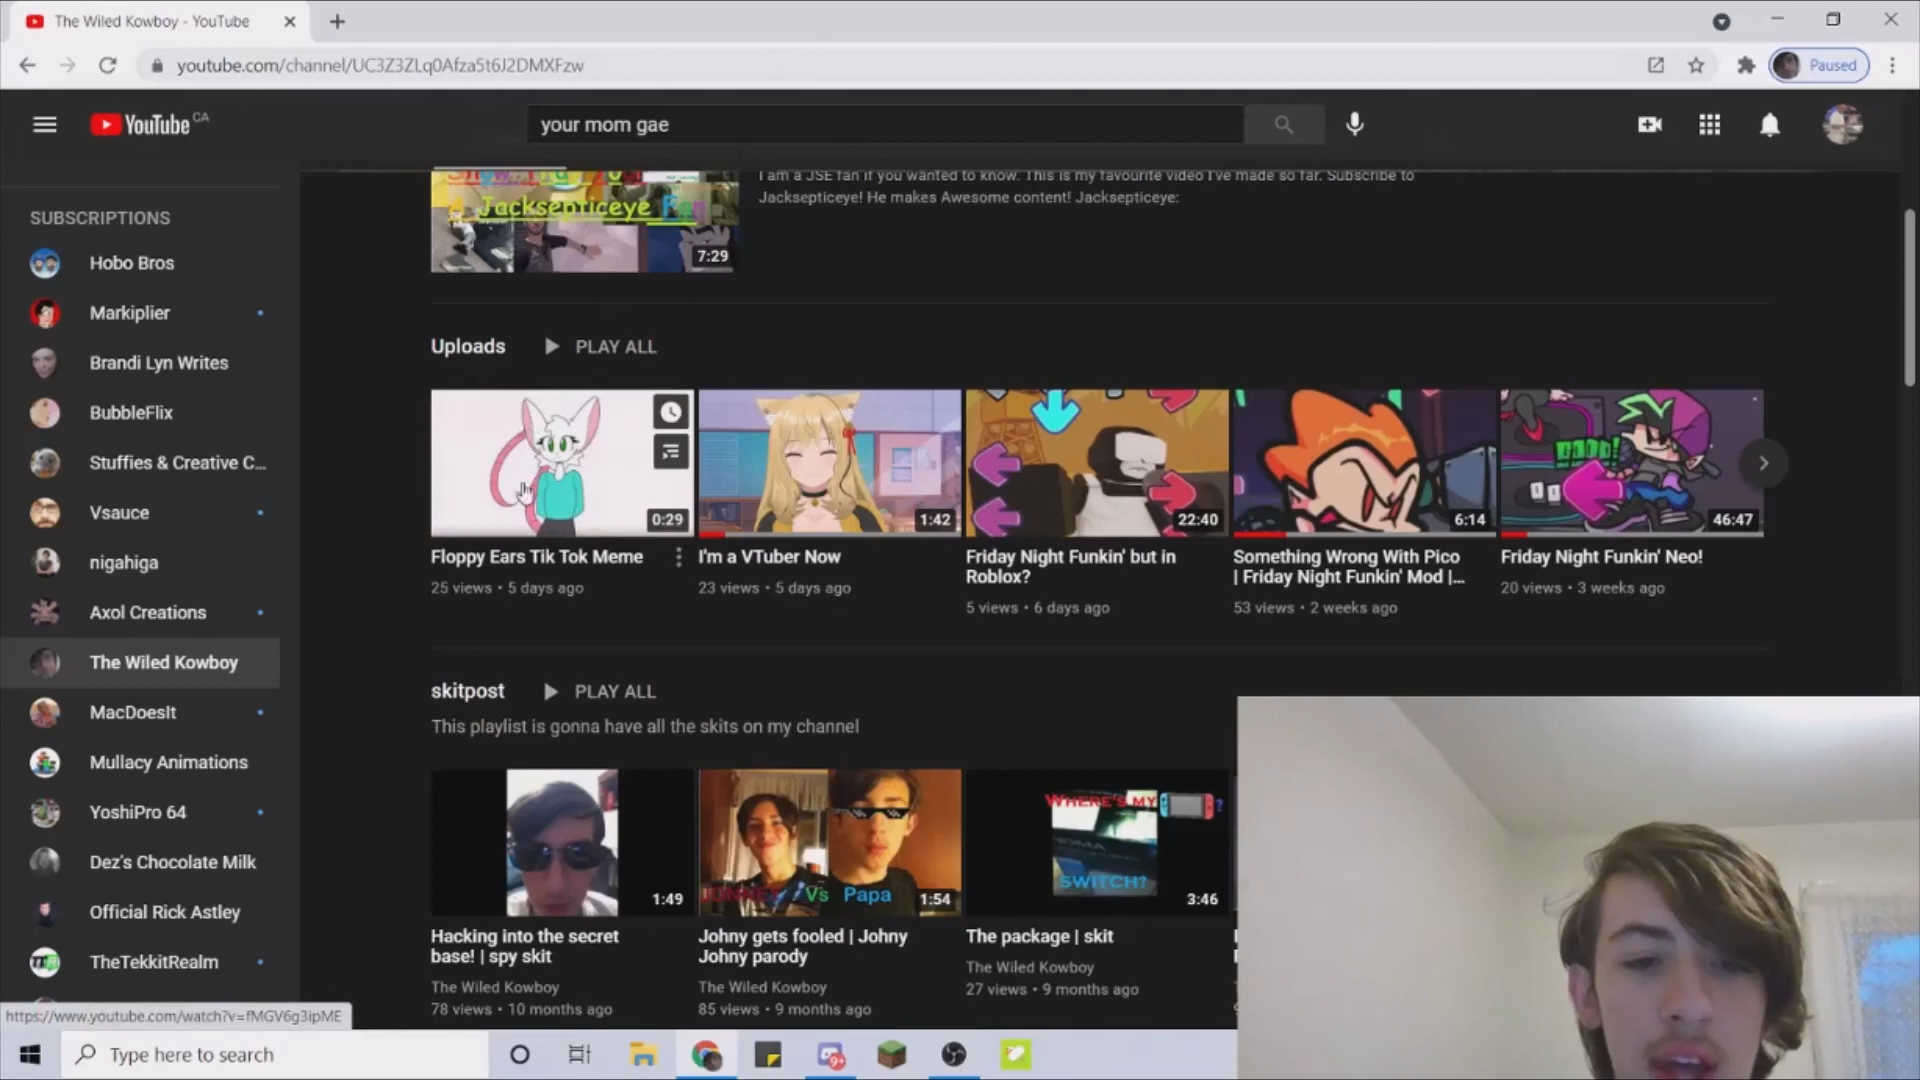 The Wiled Kowboy - YouTube
youtube.com/channel/UC3Z3ZLq0Afza5t6J2DMXFzw
Paused
YouTube CA
your mom gae
SUBSCRIPTIONS
Hobo Bros
Markiplier
Brandi Lyn Writes
BubbleFlix
Stuffies & Creative C...
Vsauce
nigahiga
Axol Creations
The Wiled Kowboy
MacDoesIt
Mullacy Animations
YoshiPro 64
Dez's Chocolate Milk
Official Rick Astley
TheTekkitRealm
Jacksepticeye
7:29
I am a JSE fan if you wanted to know. This is my favourite video I've made so far. Subscribe to
Jacksepticeye! He makes Awesome content! Jacksepticeye:
Uploads PLAY ALL
0:29
1:42
22:40
6:14
46:47
Floppy Ears Tik Tok Meme
25 views • 5 days ago
I'm a VTuber Now
23 views • 5 days ago
Friday Night Funkin' but in
Roblox?
5 views • 6 days ago
Something Wrong With Pico
| Friday Night Funkin' Mod |...
53 views • 2 weeks ago
Friday Night Funkin' Neo!
20 views • 3 weeks ago
skitpost PLAY ALL
This playlist is gonna have all the skits on my channel
1:49
Vs Papa
1:54
WHERE'S MY
?
SWITCH?
3:46
Hacking into the secret
base! | spy skit
The Wiled Kowboy
78 views • 10 months ago
Johny gets fooled | Johny
Johny parody
The Wiled Kowboy
85 views • 9 months ago
The package | skit
The Wiled Kowboy
27 views • 9 months ago
https://www.youtube.com/watch?v=fMGV6g3ipME
Type here to search
9+